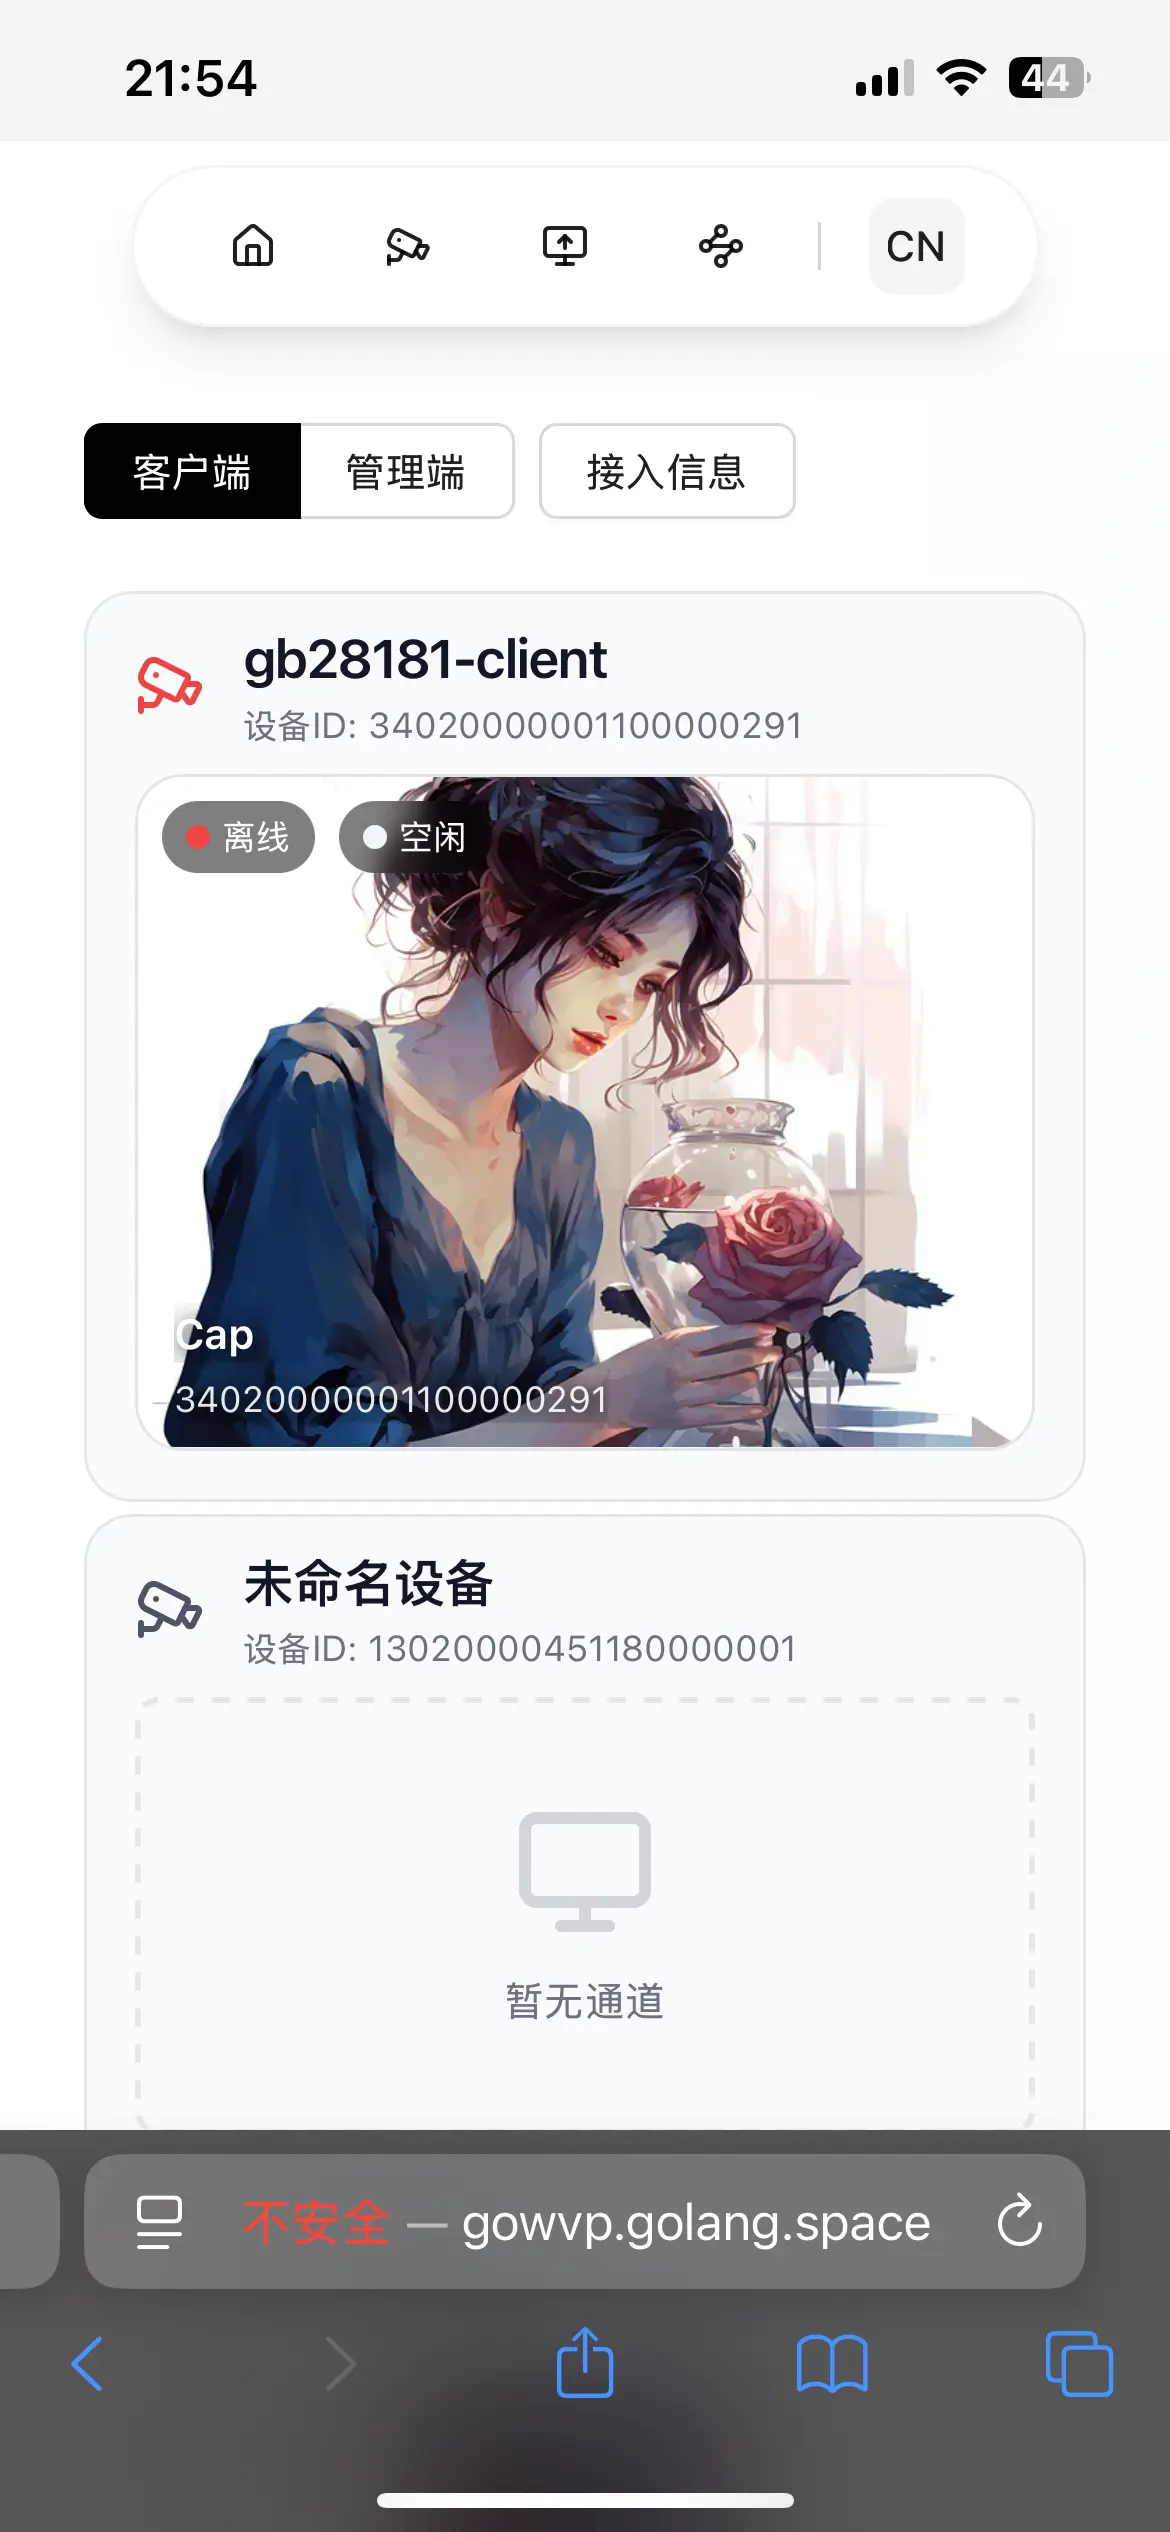 21:54
44
CN
客户端
管理端
接入信息
gb28181-client
设备ID: 34020000001100000291
离线
空闲
Cap
34020000001100000291
未命名设备
设备ID: 13020000451180000001
暂无通道
不安全 — gowvp.golang.space